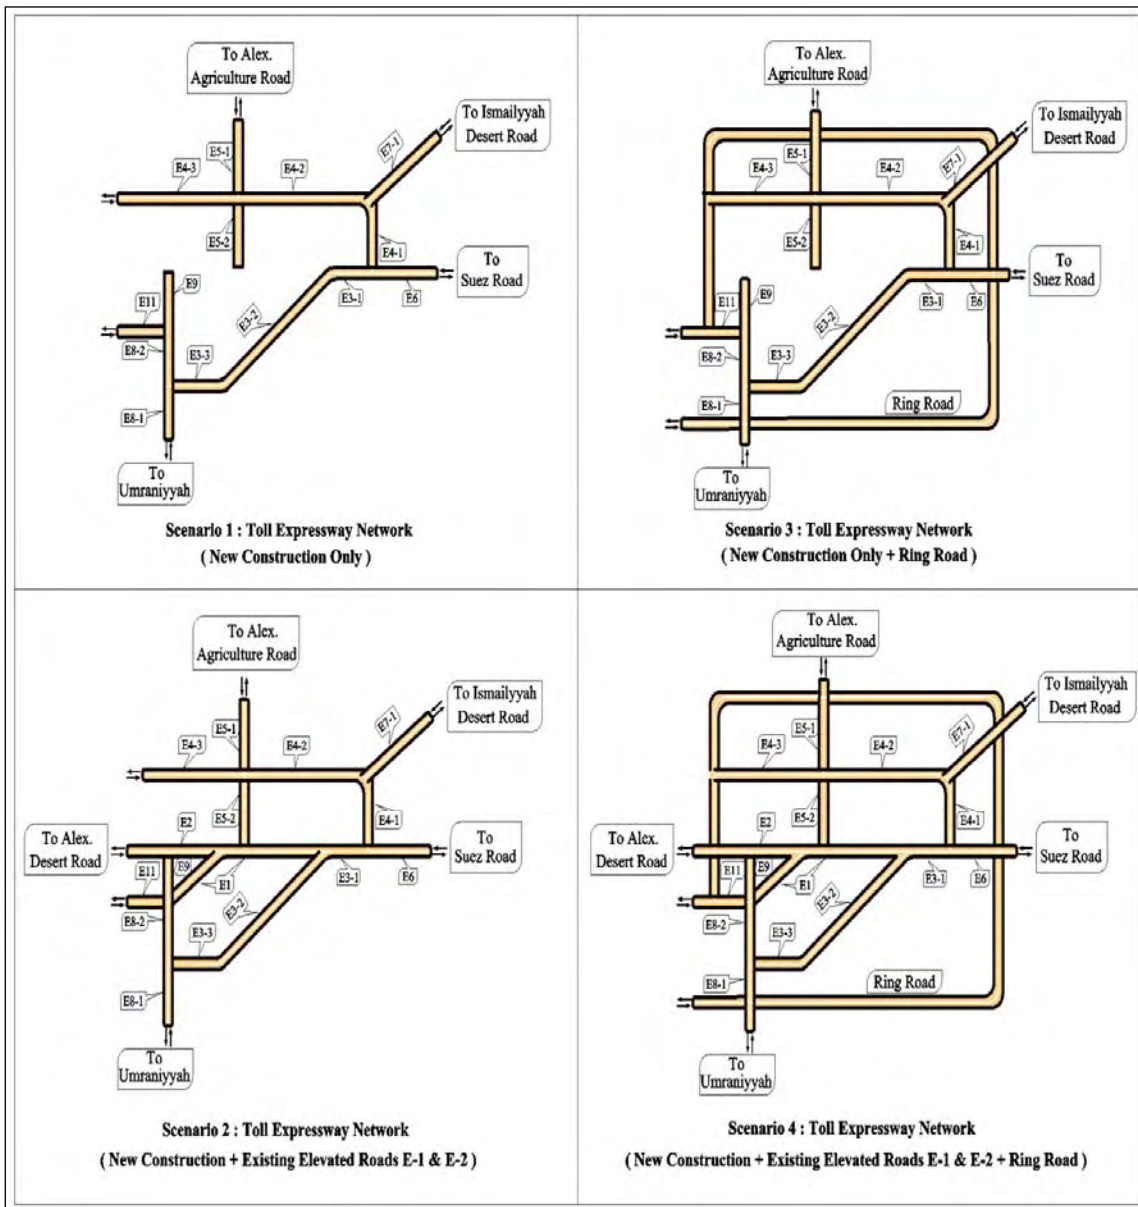 To Alex.
Agriculture Road
To Ismailyyah
Desert Road
E7-1
E5-1
E4-3
E4-2
E5-2
E4-1
To
Suez Road
E9
E3-1
E6
E11
E3-2
E8-2
E3-3
E8-1
To
Umraniyyah
Scenario 1 : Toll Expressway Network
( New Construction Only )
To Alex.
Agriculture Road
To Ismailyyah
Desert Road
E5-1
E4-3
E4-2
E7-1
E5-2
E4-1
To
Suez Road
E9
E3-1
E6
E11
E3-2
E8-2
E3-3
E8-1
Ring Road
To
Umraniyyah
Scenario 3 : Toll Expressway Network
( New Construction Only + Ring Road )
To Alex.
Agriculture Road
To Ismailyyah
Desert Road
E5-1
E7-1
E4-3
E4-2
E5-2
E4-1
To Alex.
Desert Road
E2
To
Suez Road
E9
E11
E1
E3-1
E6
E3-2
E8-2
E3-3
E8-1
To
Umraniyyah
Scenario 2 : Toll Expressway Network
( New Construction + Existing Elevated Roads E-1 & E-2 )
To Alex.
Agriculture Road
To Ismailyyah
Desert Road
E5-1
E7-1
E4-3
E4-2
E5-2
E4-1
To Alex.
Desert Road
E2
To
Suez Road
E9
E11
E1
E3-1
E6
E3-2
E8-2
E3-3
E8-1
Ring Road
To
Umraniyyah
Scenario 4 : Toll Expressway Network
( New Construction + Existing Elevated Roads E-1 & E-2 + Ring Road )